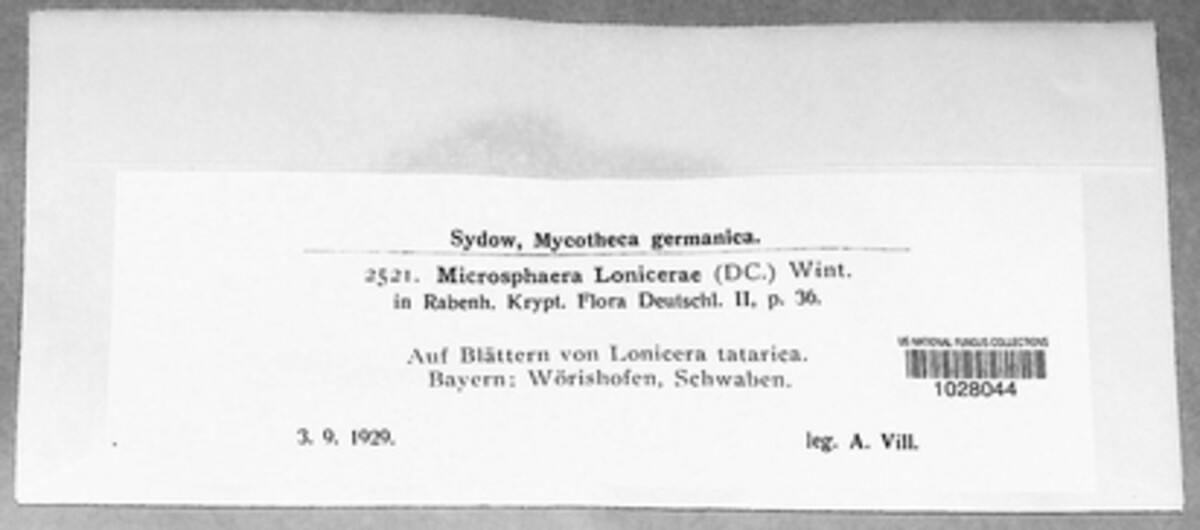 Sydow, Mycotheca germanica.
2521. Microsphaera Lonicerae (DC.) Wint.
in Rabenh. Krypt. Flora Deutschl. II, p. 36.
Auf Blättern von Lonicera tatarica.
Bayern: Wörishofen, Schwaben.
US NATIONAL FUNGUS COLLECTIONS
1028044
3. 9. 1929.
leg. A. Vill.